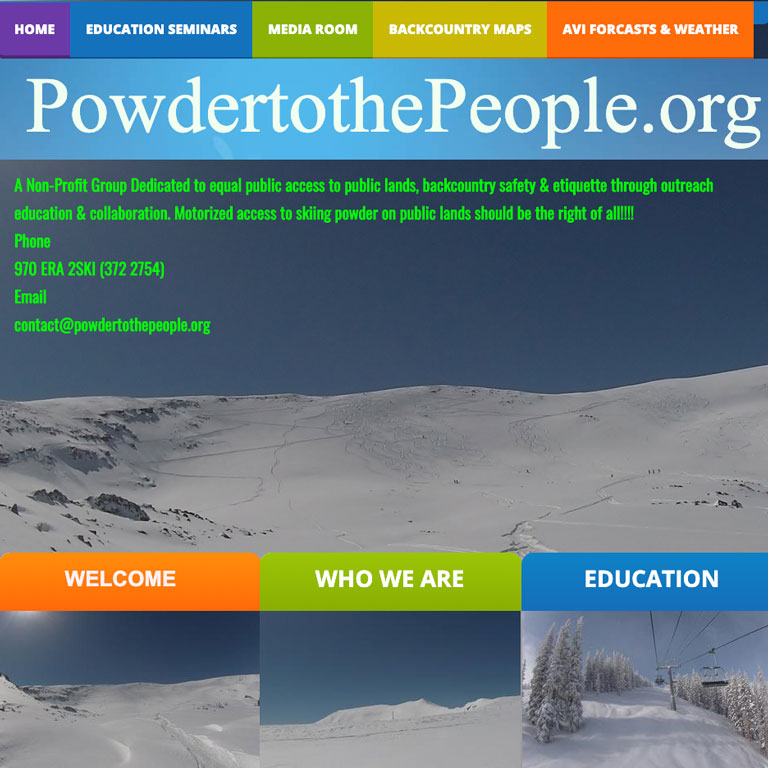 HOME
EDUCATION SEMINARS
MEDIA ROOM
BACKCOUNTRY MAPS
AVI FORCASTS & WEATHER
PowdertothePeople.org
A Non-Profit Group Dedicated to equal public access to public lands, backcountry safety & etiquette through outreach
education & collaboration. Motorized access to skiing powder on public lands should be the right of all!!!!
Phone
970 ERA 2SKI (372 2754)
Email
contact@powdertothepeople.org
WELCOME
WHO WE ARE
EDUCATION